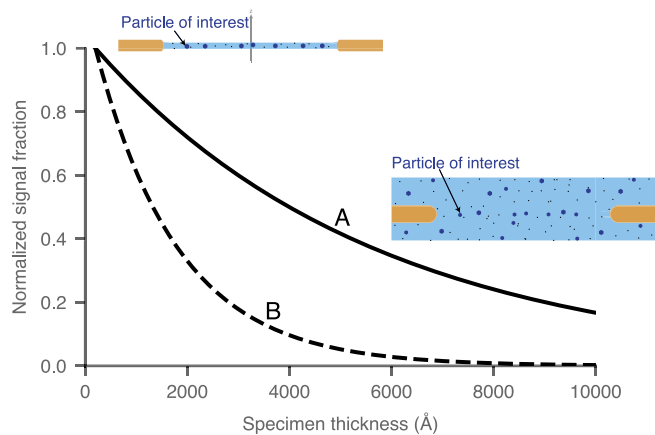 Particle of interest
1.0
0.8
0.6
0.4
0.2
0.0
Normalized signal fraction
A
B
Particle of interest
0
2000
4000
6000
8000
10000
Specimen thickness (Å)